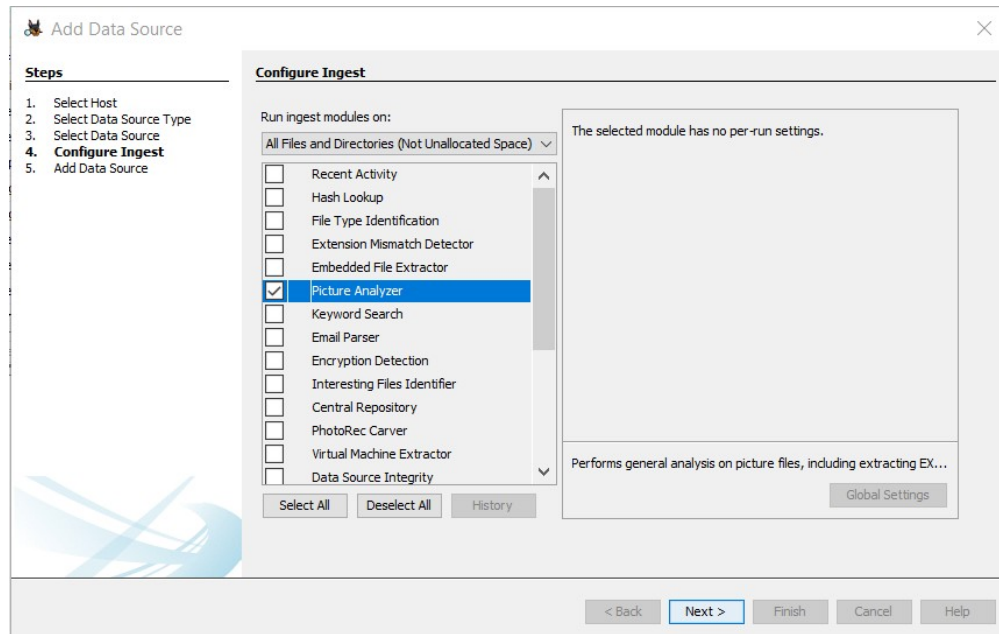 Add Data Source
Steps
1. Select Host
2. Select Data Source Type
3. Select Data Source
4. Configure Ingest
5. Add Data Source
Configure Ingest
Run ingest modules on:
All Files and Directories (Not Unallocated Space)
Recent Activity
Hash Lookup
File Type Identification
Extension Mismatch Detector
Embedded File Extractor
Picture Analyzer
Keyword Search
Email Parser
Encryption Detection
Interesting Files Identifier
Central Repository
PhotoRec Carver
Virtual Machine Extractor
Data Source Integrity
Select All Deselect All History
The selected module has no per-run settings.
Performs general analysis on picture files, including extracting EX...
Global Settings
< Back Next > Finish Cancel Help